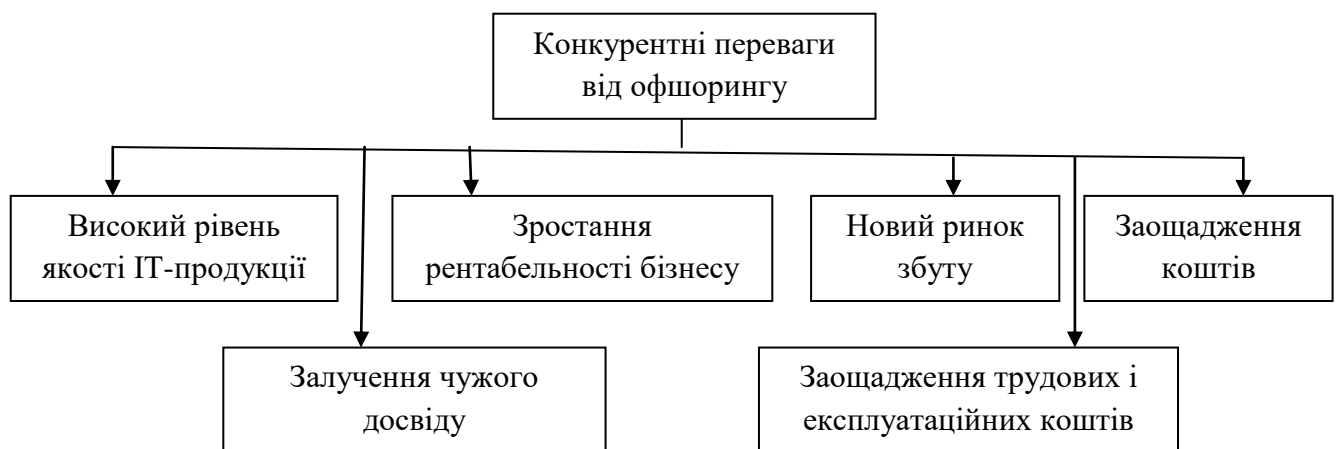 Конкурентні переваги
від офшорингу
Високий рівень
якості ІТ-продукції
Зростання
рентабельності бізнесу
Новий ринок
збуту
Заощадження
коштів
Залучення чужого
досвіду
Заощадження трудових і
експлуатаційних коштів